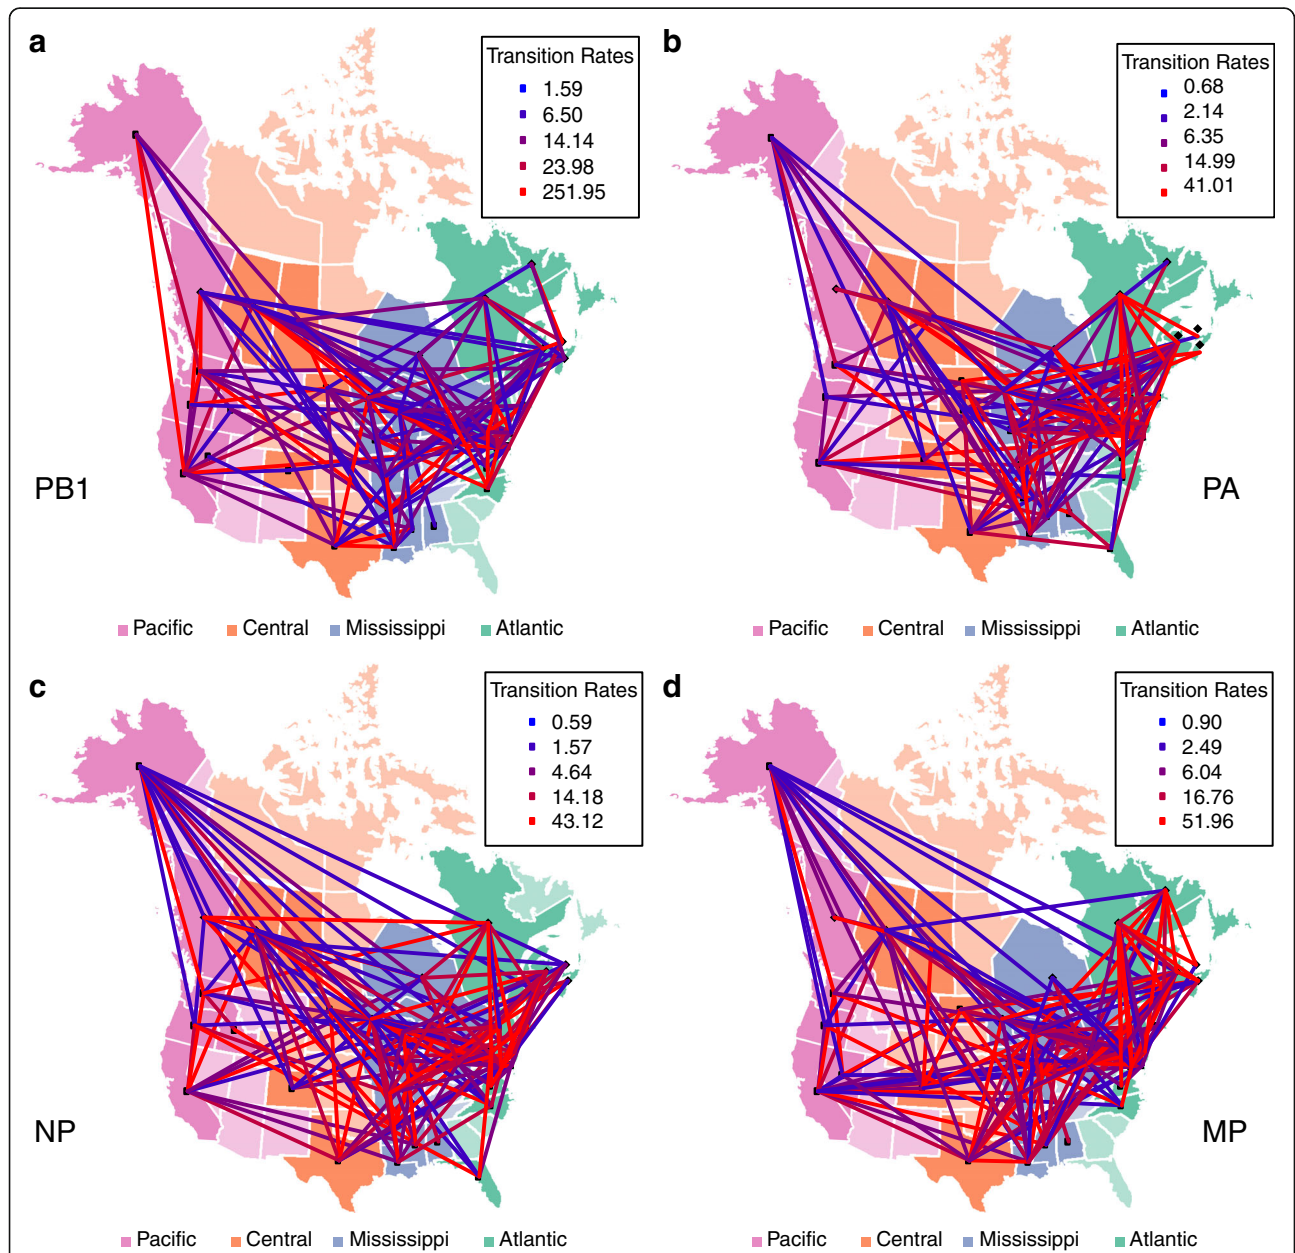 a
Transition Rates
1.59
6.50
14.14
23.98
251.95
PB1
Pacific Central Mississippi Atlantic
b
Transition Rates
0.68
2.14
6.35
14.99
41.01
PA
Pacific Central Mississippi Atlantic
c
Transition Rates
0.59
1.57
4.64
14.18
43.12
NP
Pacific Central Mississippi Atlantic
d
Transition Rates
0.90
2.49
6.04
16.76
51.96
MP
Pacific Central Mississippi Atlantic